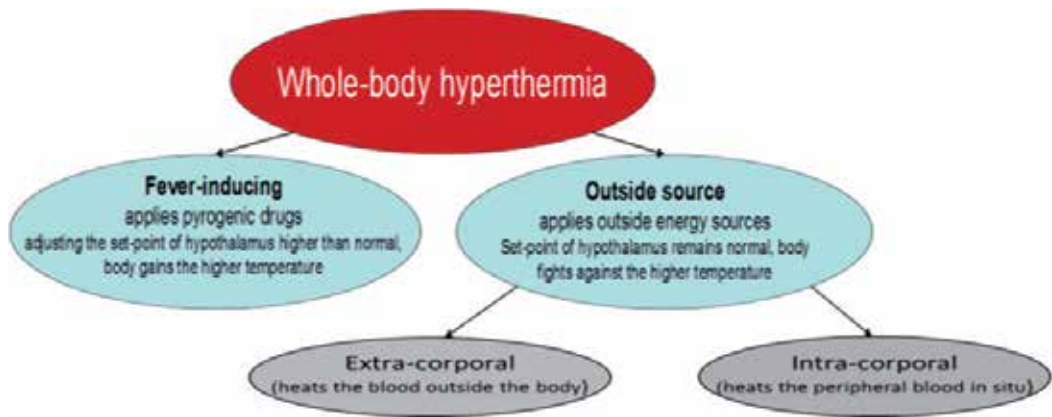 Whole-body hyperthermia
Fever-inducing
applies pyrogenic drugs
adjusting the set-point of hypothalamus higher than normal,
body gains the higher temperature
Outside source
applies outside energy sources
Set-point of hypothalamus remains normal, body
fights against the higher temperature
Extra-corporal
(heats the blood outside the body)
Intra-corporal
(heats the peripheral blood in situ)